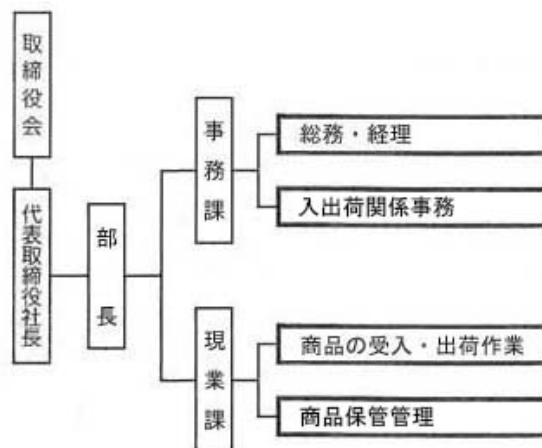 取締役会
代表取締役社長
部長
事務課
総務・経理
入出荷関係事務
現業課
商品の受入・出荷作業
商品保管管理